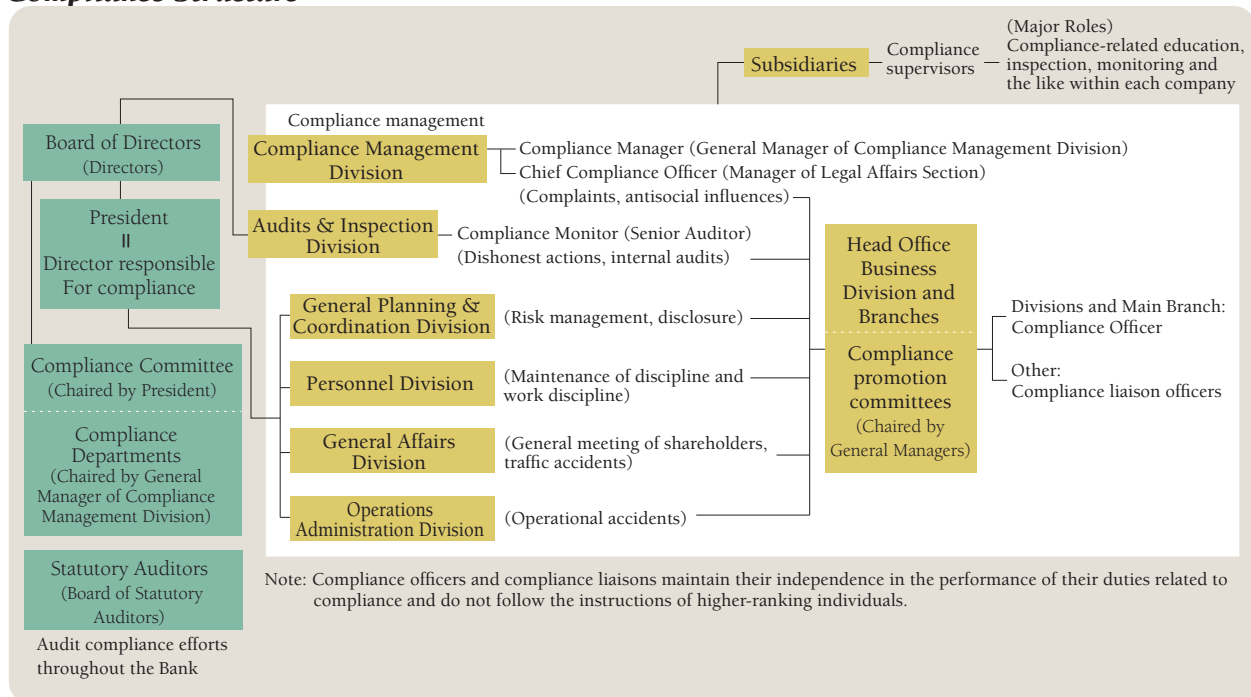 Subsidiaries
Compliance
supervisors
(Major Roles)
Compliance-related education,
inspection, monitoring and
the like within each company
Board of Directors
(Directors)
President
=
Director responsible
For compliance
Compliance Committee
(Chaired by President)
Compliance
Departments
(Chaired by General
Manager of Compliance
Management Division)
Statutory Auditors
(Board of Statutory
Auditors)
Audit compliance efforts
throughout the Bank
Compliance management
Compliance Management
Division
Compliance Manager (General Manager of Compliance Management Division)
Chief Compliance Officer (Manager of Legal Affairs Section)
(Complaints, antisocial influences)
Audits & Inspection
Division
Compliance Monitor (Senior Auditor)
(Dishonest actions, internal audits)
General Planning &
Coordination Division
(Risk management, disclosure)
Personnel Division
(Maintenance of discipline and
work discipline)
General Affairs
Division
(General meeting of shareholders,
traffic accidents)
Operations
Administration Division
(Operational accidents)
Head Office
Business
Division and
Branches
Compliance
promotion
committees
(Chaired by
General Managers)
Divisions and Main Branch:
Compliance Officer
Other:
Compliance liaison officers
Note: Compliance officers and compliance liaisons maintain their independence in the performance of their duties related to
compliance and do not follow the instructions of higher-ranking individuals.